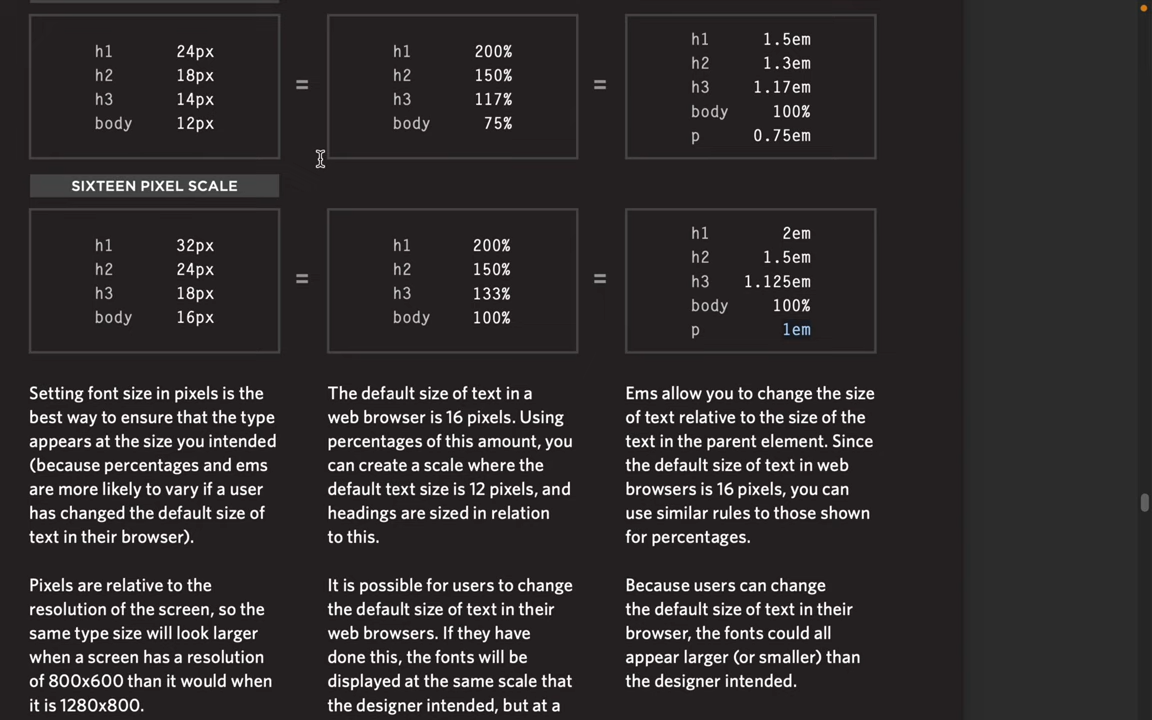 h1 24px
h2 18px
h3 14px
body 12px
=
h1 200%
h2 150%
h3 117%
body 75%
=
h1 1.5em
h2 1.3em
h3 1.17em
body 100%
p 0.75em
SIXTEEN PIXEL SCALE
h1 32px
h2 24px
h3 18px
body 16px
=
h1 200%
h2 150%
h3 133%
body 100%
=
h1 2em
h2 1.5em
h3 1.125em
body 100%
p 1em
Setting font size in pixels is the
best way to ensure that the type
appears at the size you intended
(because percentages and ems
are more likely to vary if a user
has changed the default size of
text in their browser).
Pixels are relative to the
resolution of the screen, so the
same type size will look larger
when a screen has a resolution
of 800x600 than it would when
it is 1280x800.
The default size of text in a
web browser is 16 pixels. Using
percentages of this amount, you
can create a scale where the
default text size is 12 pixels, and
headings are sized in relation
to this.
It is possible for users to change
the default size of text in their
web browsers. If they have
done this, the fonts will be
displayed at the same scale that
the designer intended, but at a
Ems allow you to change the size
of text relative to the size of the
text in the parent element. Since
the default size of text in web
browsers is 16 pixels, you can
use similar rules to those shown
for percentages.
Because users can change
the default size of text in their
browser, the fonts could all
appear larger (or smaller) than
the designer intended.